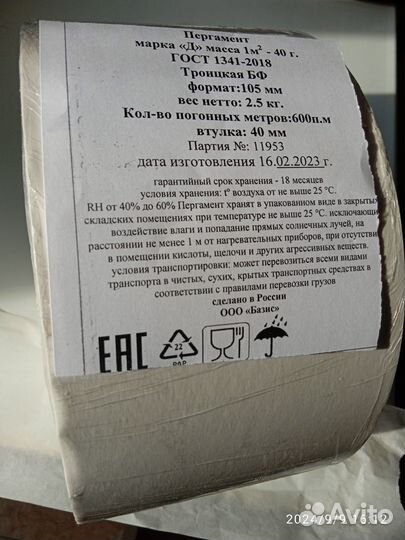 Пергамент
марка «Д» масса 1м² - 40 г.
ГОСТ 1341-2018
Троицкая БФ
формат:105 мм
вес нетто: 2.5 кг.
Кол-во погонных метров:600п.м
втулка: 40 мм
Партия №: 11953
дата изготовления 16.02.2023 г.
гарантийный срок хранения - 18 месяцев
условия хранения: t° воздуха от не выше 25 °С.
RH от 40% до 60% Пергамент хранят в упакованном виде в закрытых
складских помещениях при температуре не выше 25 °С. исключающих
воздействие влаги и попадание прямых солнечных лучей, на
расстоянии не менее 1 м от нагревательных приборов, при отсутствии
в помещении кислоты, щелочи и других агрессивных веществ.
условия транспортировки: может перевозиться всеми видами
транспорта в чистых, сухих, крытых транспортных средствах в
соответствии с правилами перевозки грузов
сделано в России
ООО «Базис»
ЕАС
22
PAP
2024/9/9 16:12
Avito